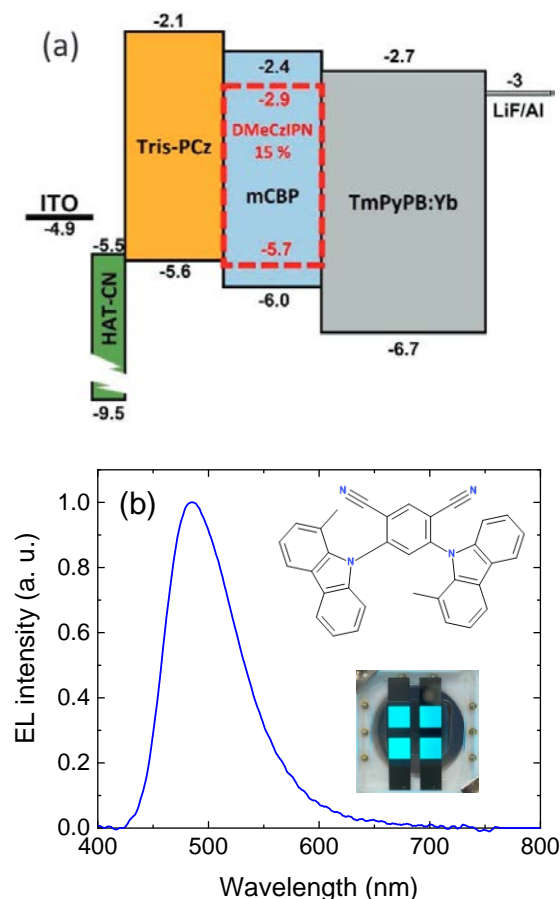 (a)
-2.1
-2.4
-2.7
-2.9
-3
DMeCzIPN
15 %
LiF/Al
Tris-PCz
mCBP
TmPyPB:Yb
ITO
-4.9
-5.5
-5.6
-5.7
-6.0
HAT-CN
-6.7
-9.5
(b)
N
N
N
N
1.0
0.8
0.6
0.4
0.2
0.0
EL intensity (a. u.)
400 500 600 700 800
Wavelength (nm)